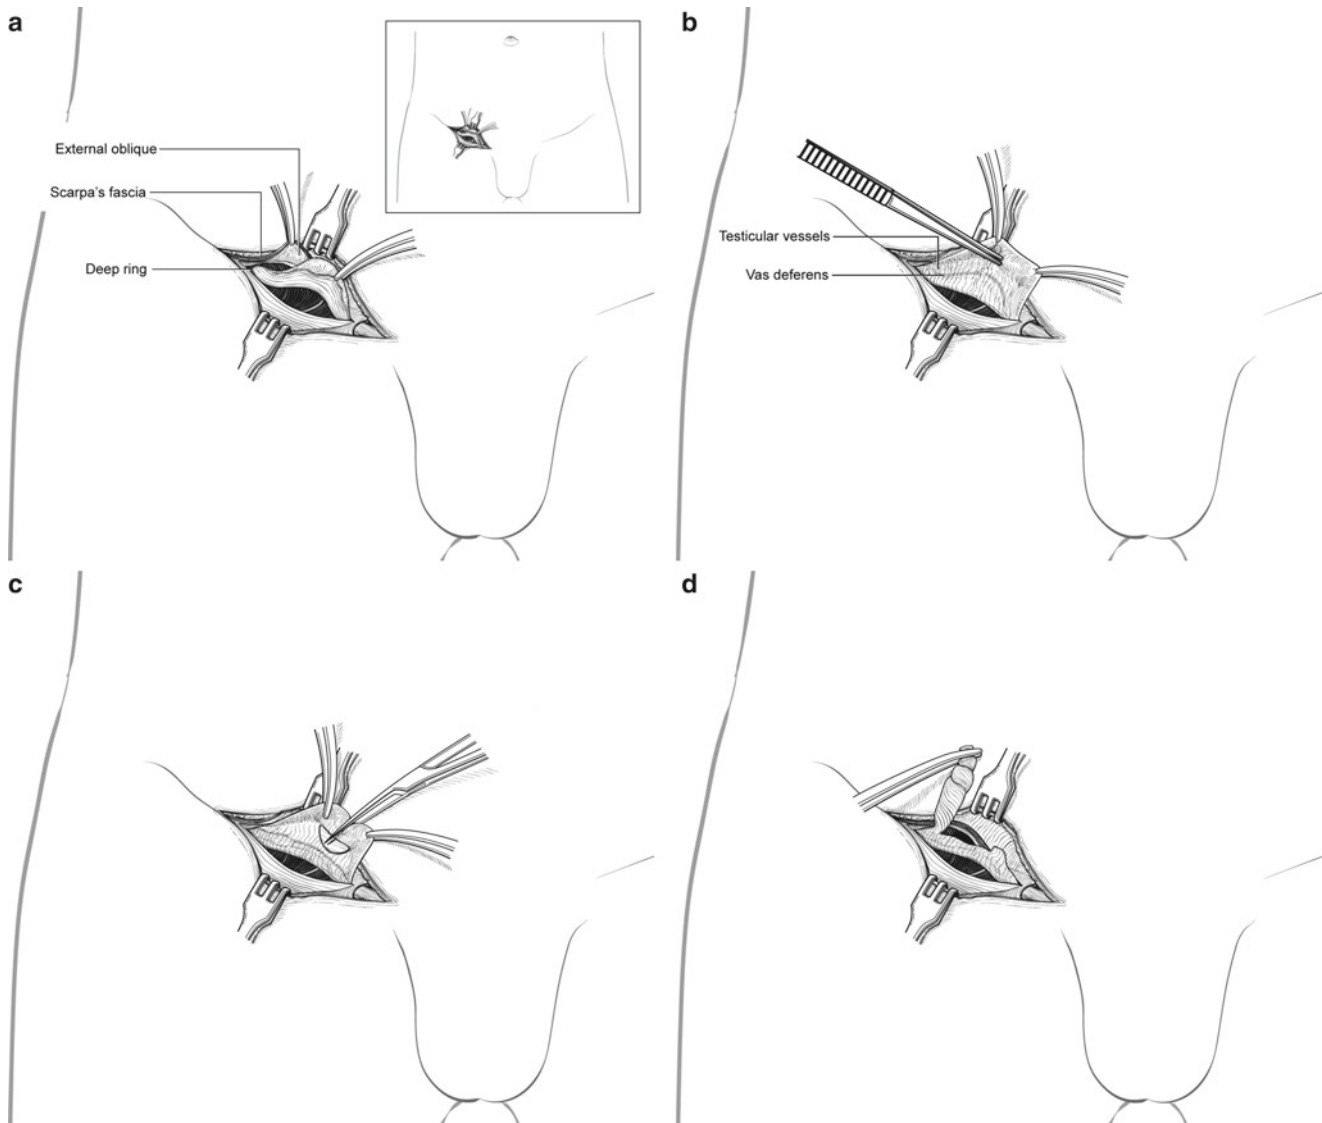 a
External oblique
Scarpa's fascia
Deep ring
b
Testicular vessels
Vas deferens
c
d